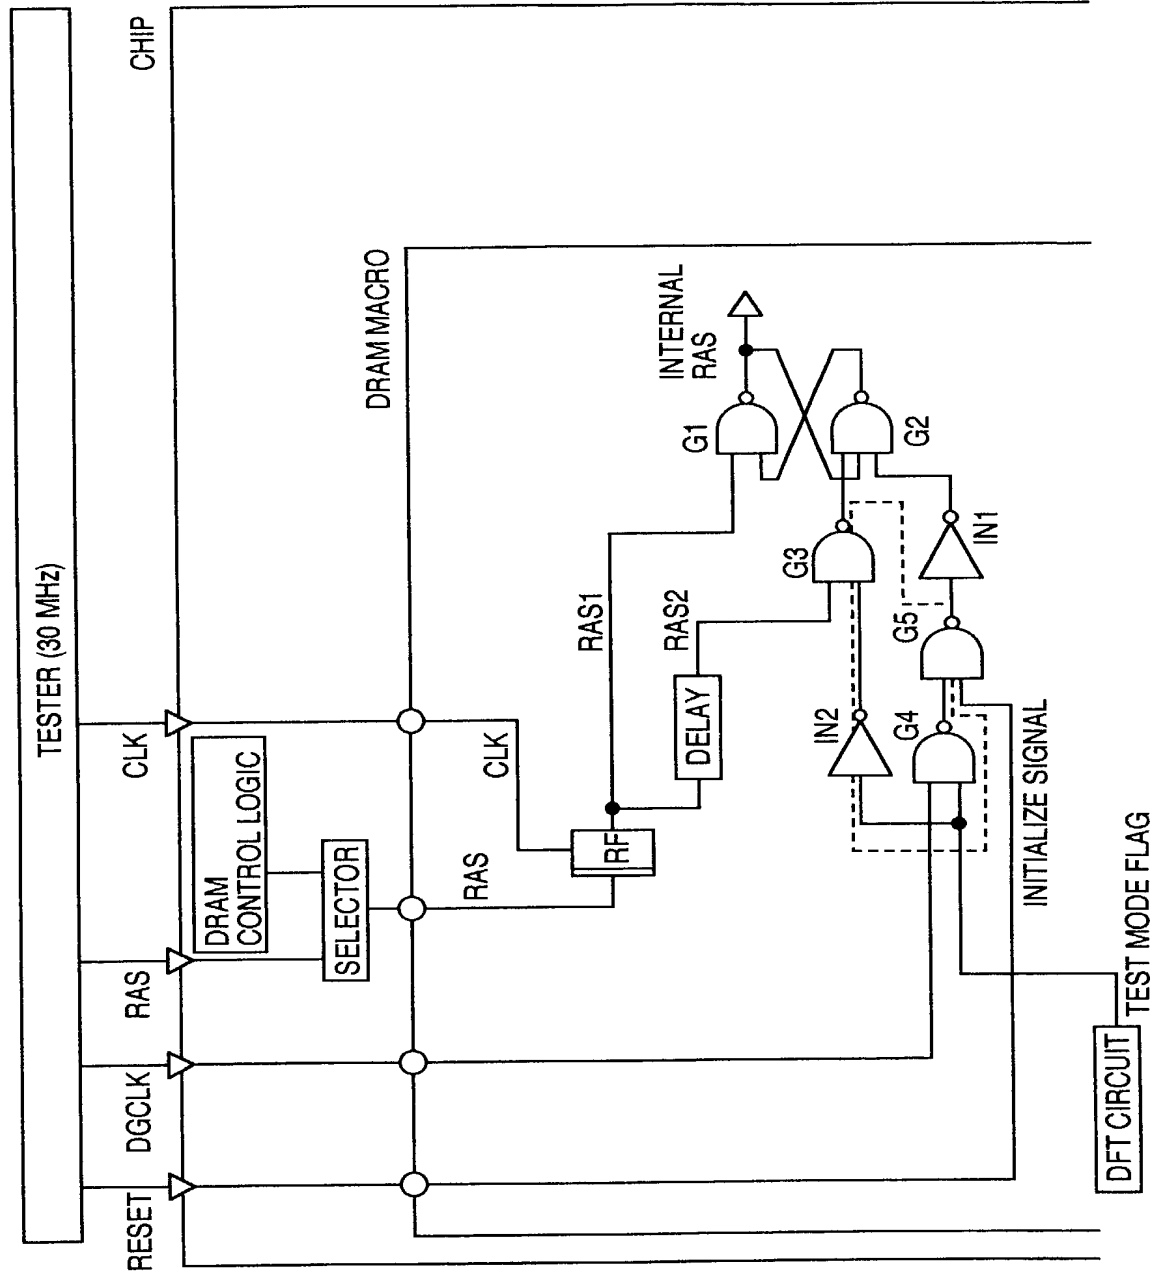 TESTER (30 MHz)
RESET
DGCLK
RAS
CLK
CHIP
DRAM
CONTROL LOGIC
SELECTOR
DRAM MACRO
RAS
CLK
RF
RAS1
DELAY
RAS2
INTERNAL
RAS
G1
G2
G3
IN2
G4
G5
IN1
INITIALIZE SIGNAL
DFT CIRCUIT
TEST MODE FLAG